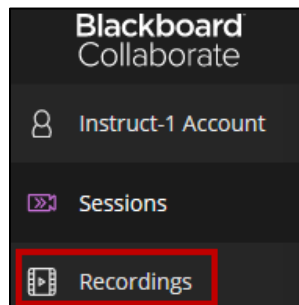 Blackboard
Collaborate
Instruct-1 Account
Sessions
Recordings